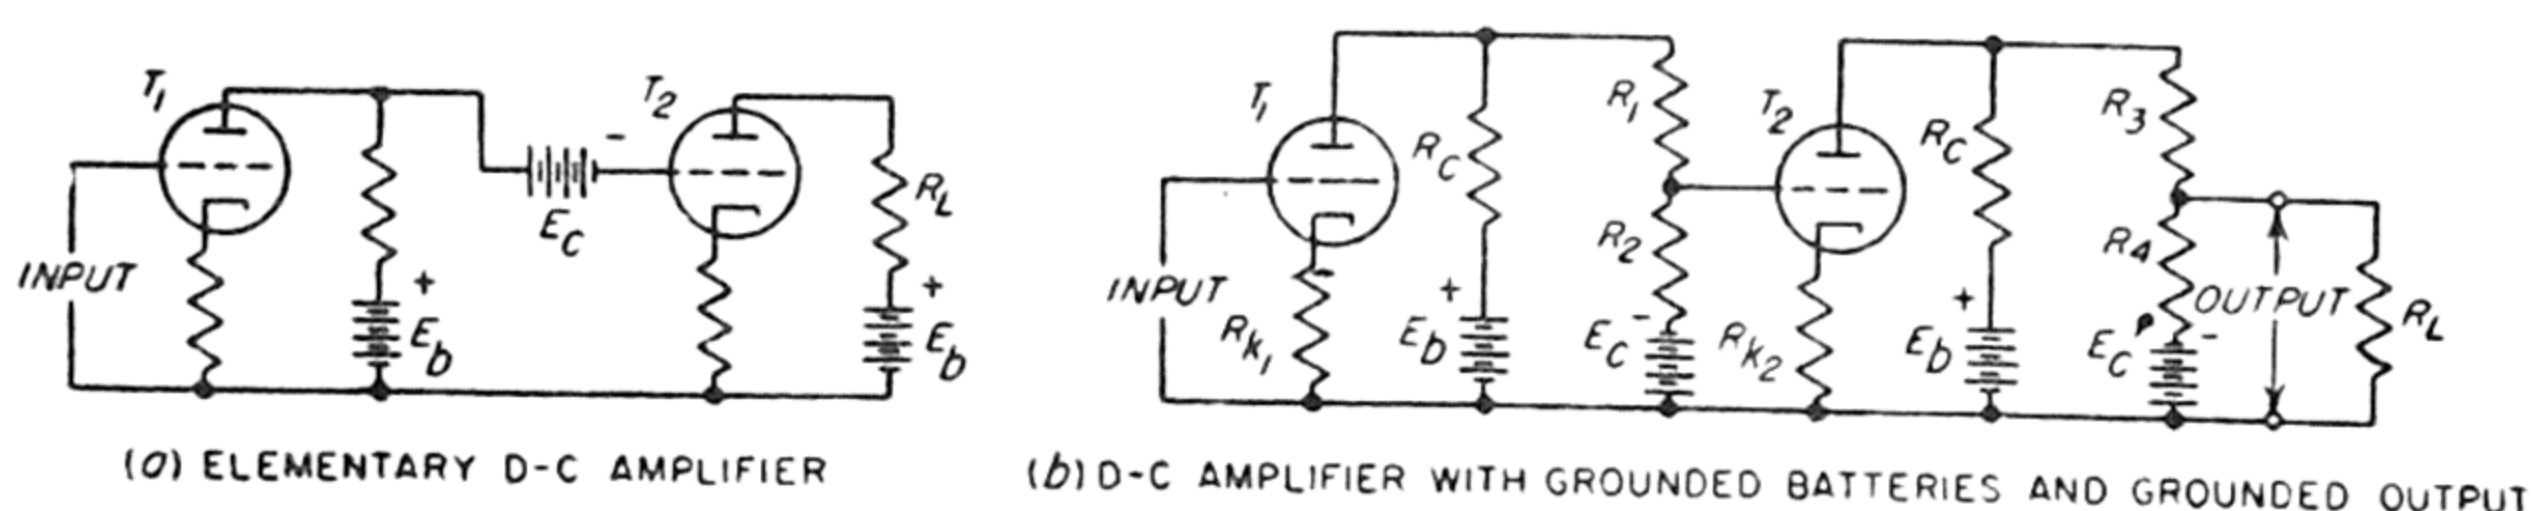 T1
T2
-
EC
RL
+
Eb
+
Eb
INPUT
(a) ELEMENTARY D-C AMPLIFIER
T1
RC
R1
T2
RC
R3
R2
R4
INPUT
RK1
+
Eb
-
EC
RK2
+
Eb
EC
-
OUTPUT
RL
(b) D-C AMPLIFIER WITH GROUNDED BATTERIES AND GROUNDED OUTPUT